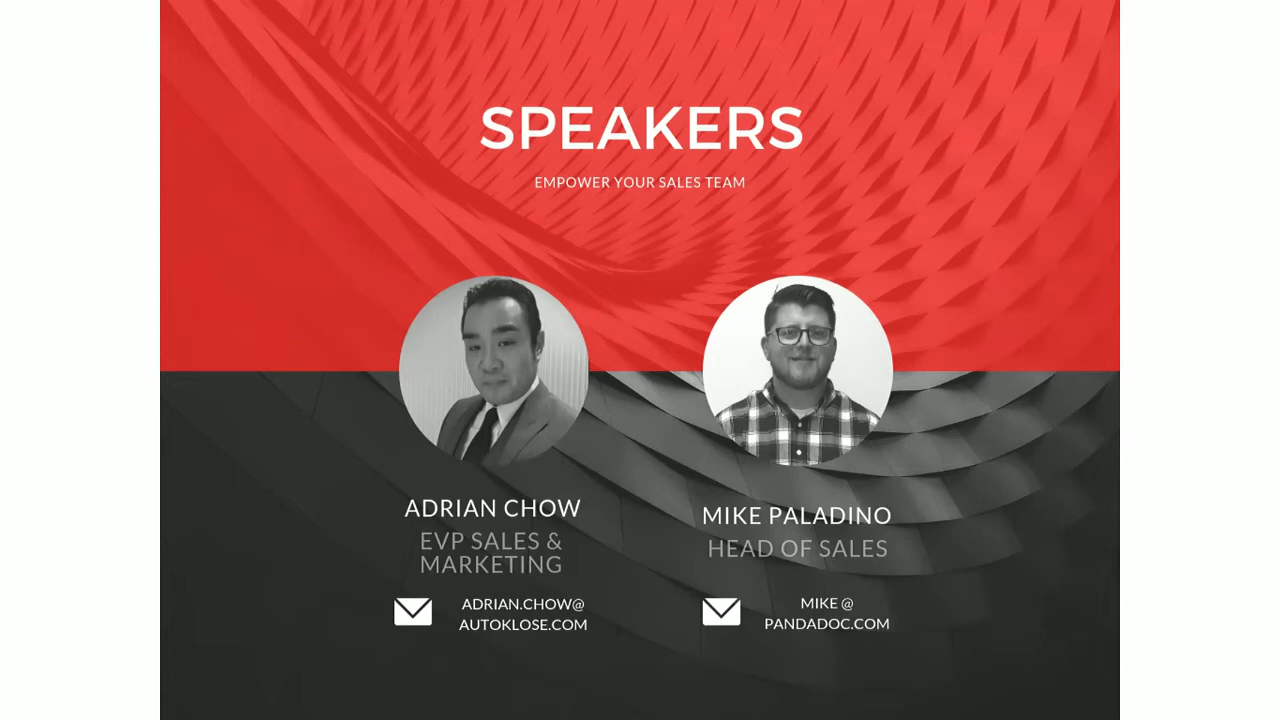 SPEAKERS
EMPOWER YOUR SALES TEAM
ADRIAN CHOW
EVP SALES &
MARKETING
ADRIAN.CHOW@
AUTOKLOSE.COM
MIKE PALADINO
HEAD OF SALES
MIKE @
PANDADOC.COM